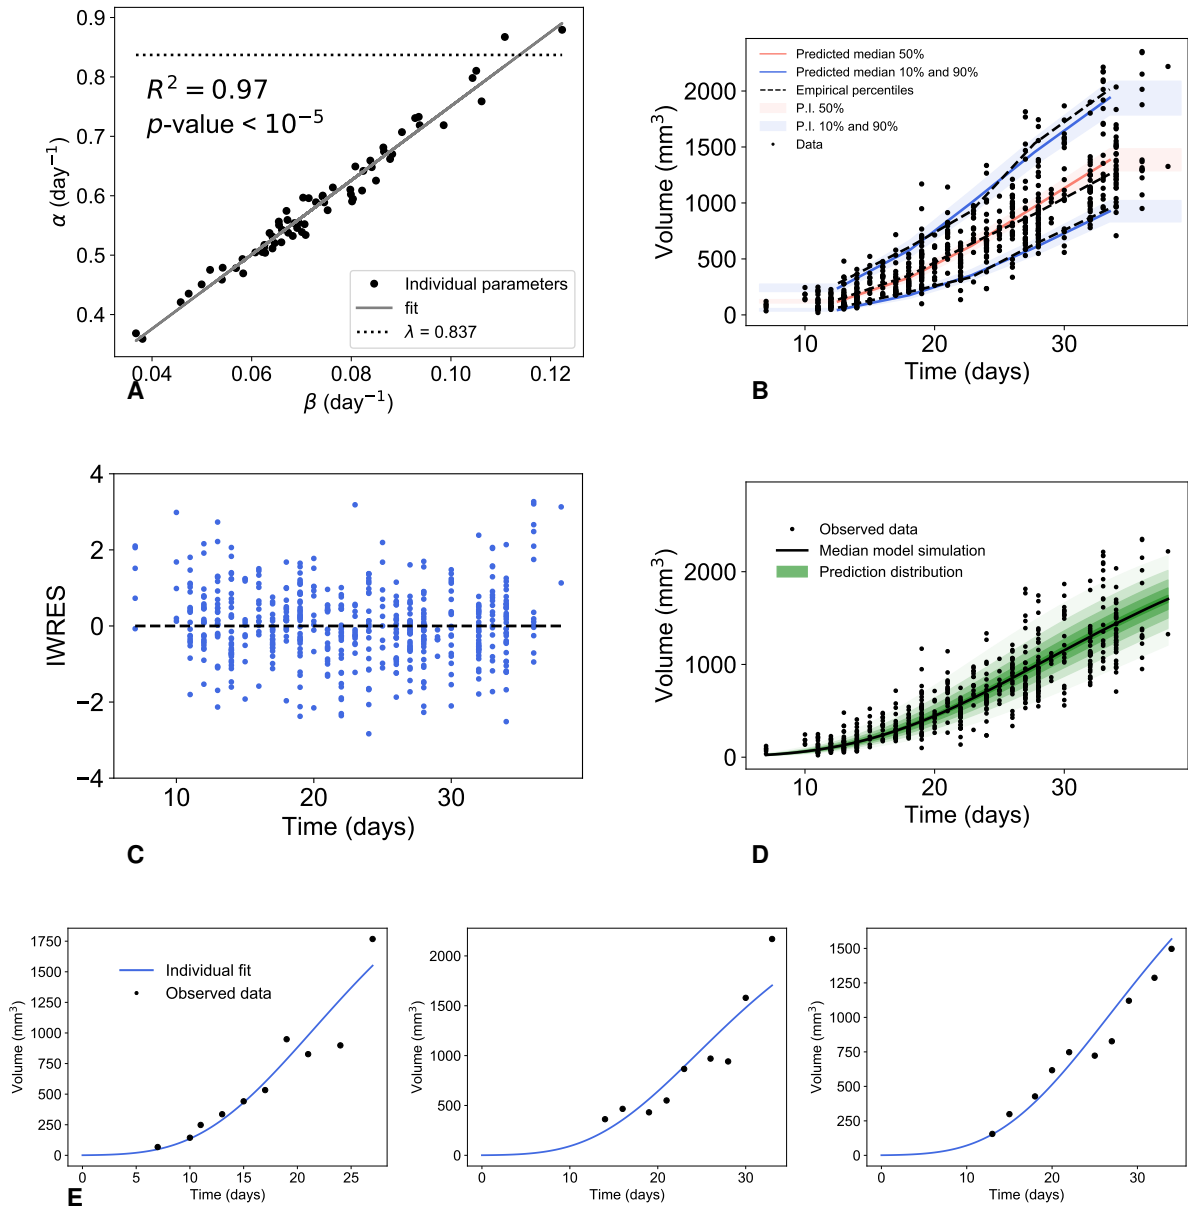 0.9
0.8
0.7
0.6
0.5
0.4
α (day⁻¹)
R² = 0.97
p-value < 10⁻⁵
Individual parameters
fit
λ = 0.837
0.04 0.06 0.08 0.10 0.12
β (day⁻¹)
A
2000
1500
1000
500
0
Volume (mm³)
Predicted median 50%
Predicted median 10% and 90%
Empirical percentiles
P.I. 50%
P.I. 10% and 90%
Data
10 20 30
Time (days)
B
4
2
0
−2
−4
IWRES
10 20 30
Time (days)
C
2000
1000
0
Volume (mm³)
Observed data
Median model simulation
Prediction distribution
10 20 30
Time (days)
D
1750
1500
1250
1000
750
500
250
0
Volume (mm³)
Individual fit
Observed data
0 5 10 15 20 25
Time (days)
E
2000
1500
1000
500
0
Volume (mm³)
0 10 20 30
Time (days)
1500
1250
1000
750
500
250
0
Volume (mm³)
0 10 20 30
Time (days)